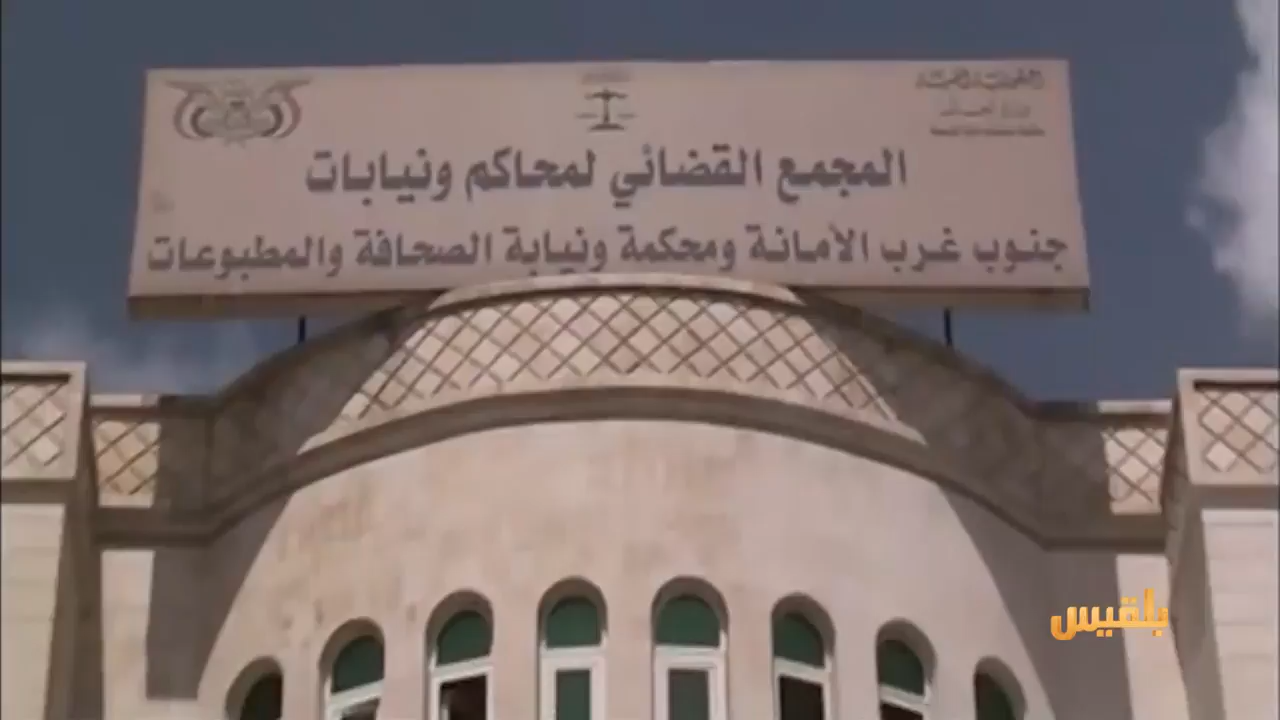 المجمع القضائي لمحاكم ونيابات
جنوب غرب الأمانة ومحكمة ونيابة الصحافة والمطبوعات
بلقيس